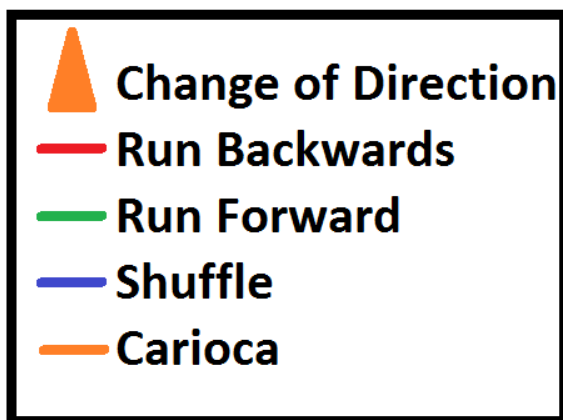 Change of Direction
Run Backwards
Run Forward
Shuffle
Carioca